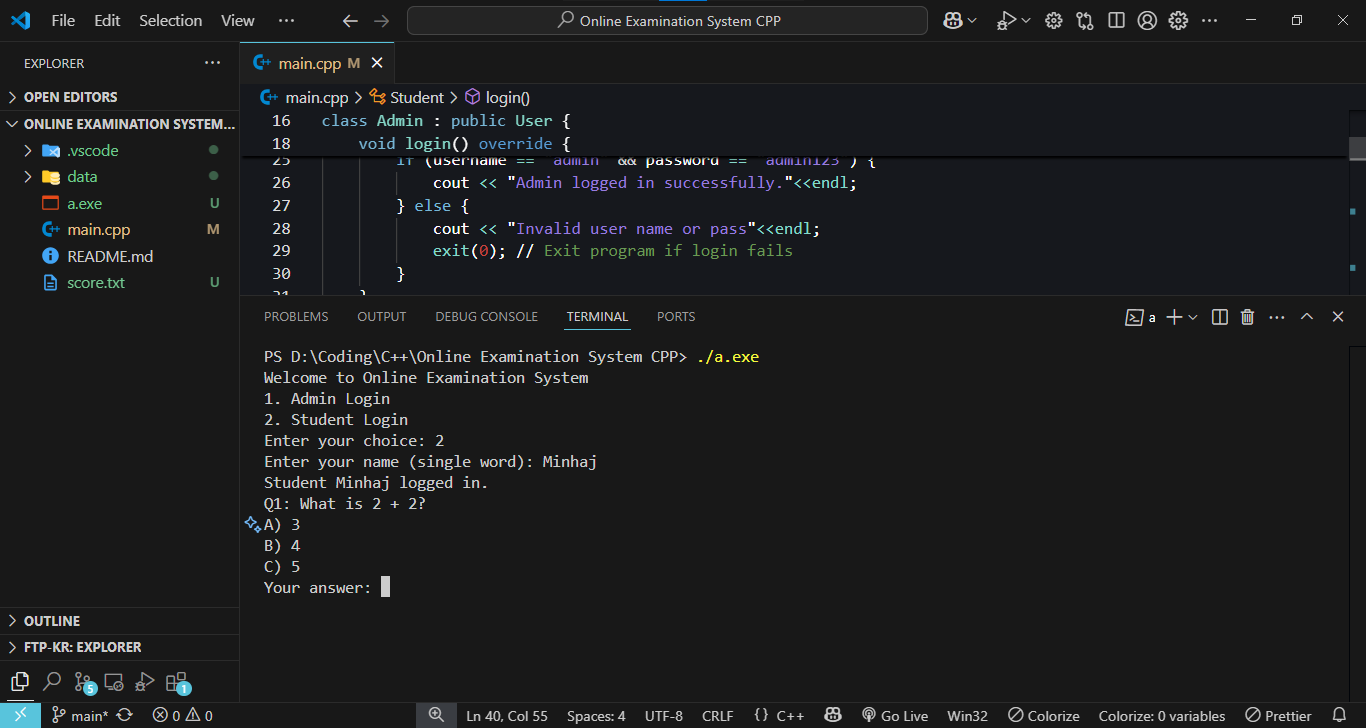 File Edit Selection View ···
Online Examination System CPP
EXPLORER ···
OPEN EDITORS
ONLINE EXAMINATION SYSTEM...
.vscode
data
a.exe U
main.cpp M
README.md
score.txt U
OUTLINE
FTP-KR: EXPLORER
5
1
main.cpp M
main.cpp > Student > login()
16 class Admin : public User {
18 void login() override {
25 if (username == "admin" && password == "admin123") {
26 cout << "Admin logged in successfully."<<endl;
27 } else {
28 cout << "Invalid user name or pass"<<endl;
29 exit(0); // Exit program if login fails
30 }
31 }
PROBLEMS OUTPUT DEBUG CONSOLE TERMINAL PORTS
a
PS D:\Coding\C++\Online Examination System CPP> ./a.exe
Welcome to Online Examination System
1. Admin Login
2. Student Login
Enter your choice: 2
Enter your name (single word): Minhaj
Student Minhaj logged in.
Q1: What is 2 + 2?
A) 3
B) 4
C) 5
Your answer:
main* 0 0 Ln 40, Col 55 Spaces: 4 UTF-8 CRLF {} C++ Go Live Win32 Colorize Colorize: 0 variables Prettier